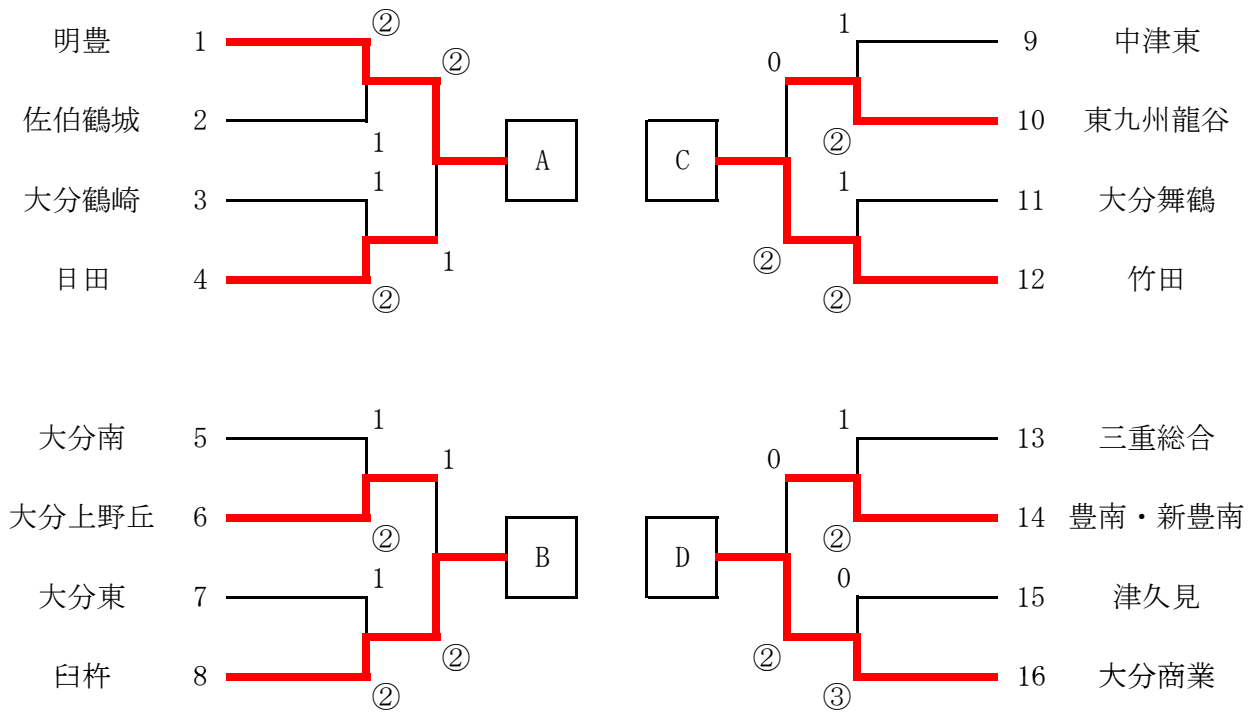 ②
明豊 1
②
佐伯鶴城 2
1
A
1
大分鶴崎 3
1
日田 4
②
1
中津東 9
0
東九州龍谷 10
②
C
1
大分舞鶴 11
②
竹田 12
②
1
大分南 5
1
大分上野丘 6
②
B
1
大分東 7
②
臼杵 8
②
1
13 三重総合
0
14 豊南・新豊南
②
D
0
15 津久見
②
16 大分商業
③